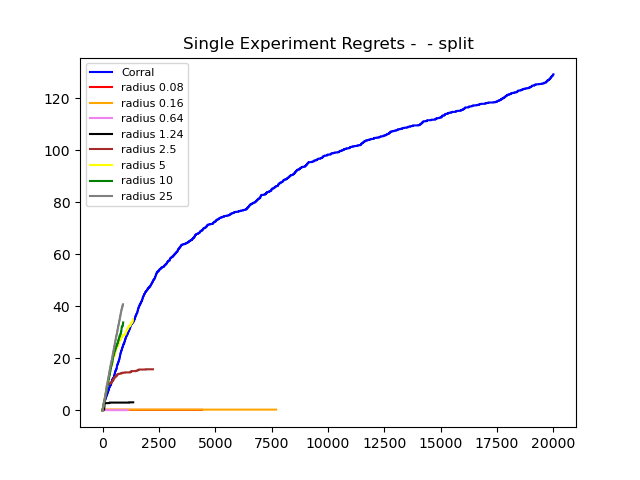 Single Experiment Regrets -  - split
Corral
radius 0.08
radius 0.16
radius 0.64
radius 1.24
radius 2.5
radius 5
radius 10
radius 25
120
100
80
60
40
20
0
0 2500 5000 7500 10000 12500 15000 17500 20000